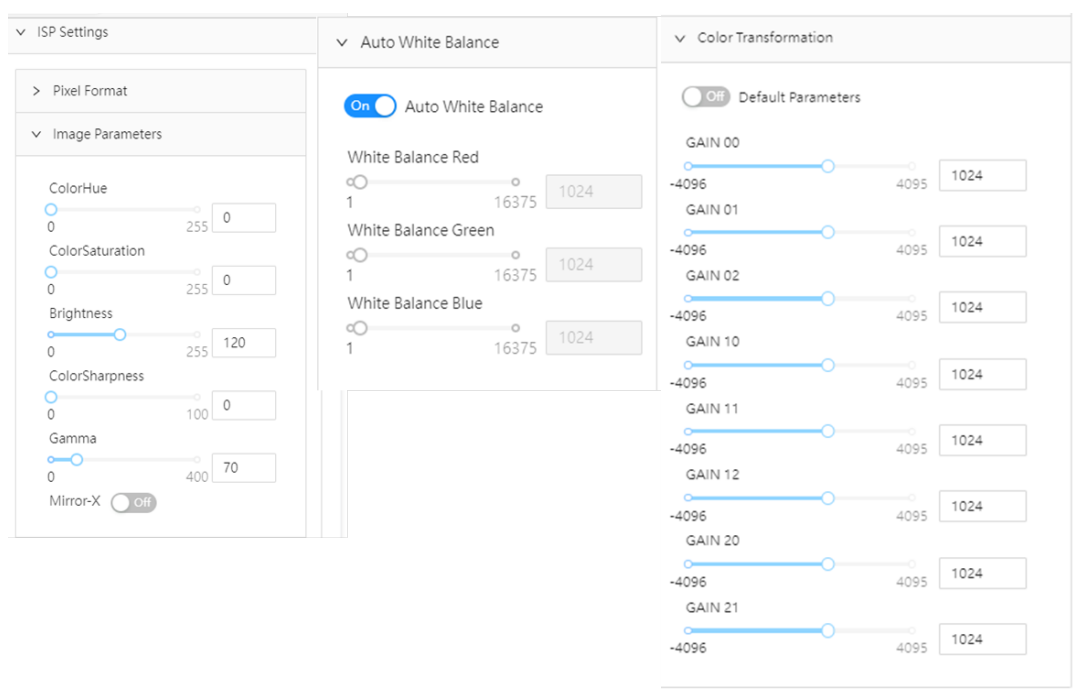 ISP Settings
Pixel Format
Image Parameters
ColorHue
0
0 255
ColorSaturation
0
0 255
Brightness
120
0 255
ColorSharpness
0
0 100
Gamma
70
0 400
Mirror-X Off
Auto White Balance
On Auto White Balance
White Balance Red
1024
1 16375
White Balance Green
1024
1 16375
White Balance Blue
1024
1 16375
Color Transformation
Off Default Parameters
GAIN 00
1024
-4096 4095
GAIN 01
1024
-4096 4095
GAIN 02
1024
-4096 4095
GAIN 10
1024
-4096 4095
GAIN 11
1024
-4096 4095
GAIN 12
1024
-4096 4095
GAIN 20
1024
-4096 4095
GAIN 21
1024
-4096 4095